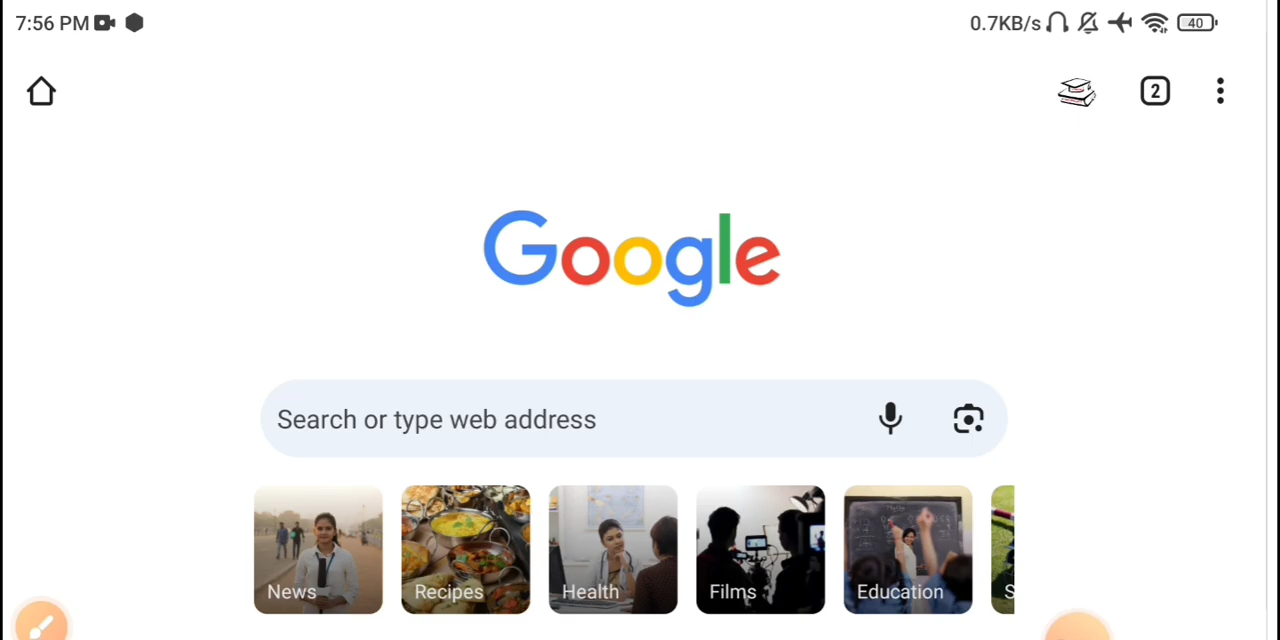 7:56 PM 0.7KB/s 40
2
Google
Search or type web address
News Recipes Health Films Education S